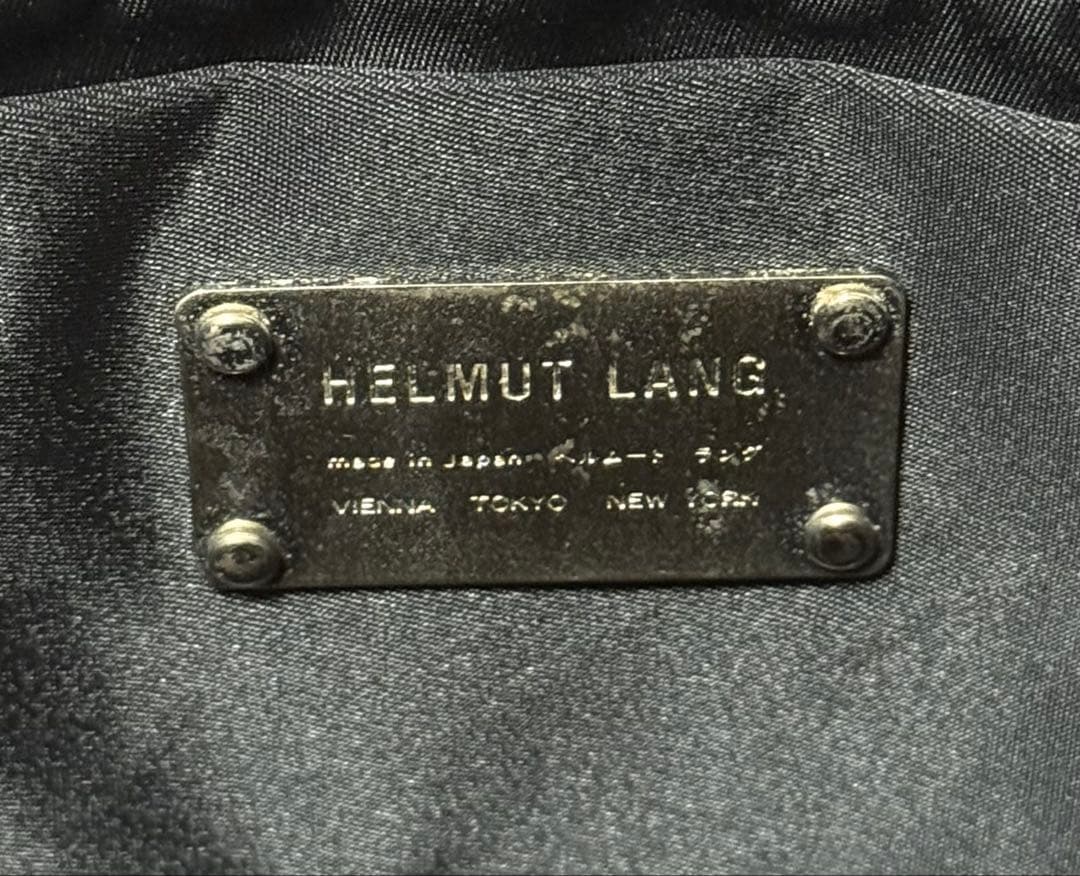 HELMUT LANG
made in Japan ヘルムート ラング
VIENNA TOKYO NEW YORK